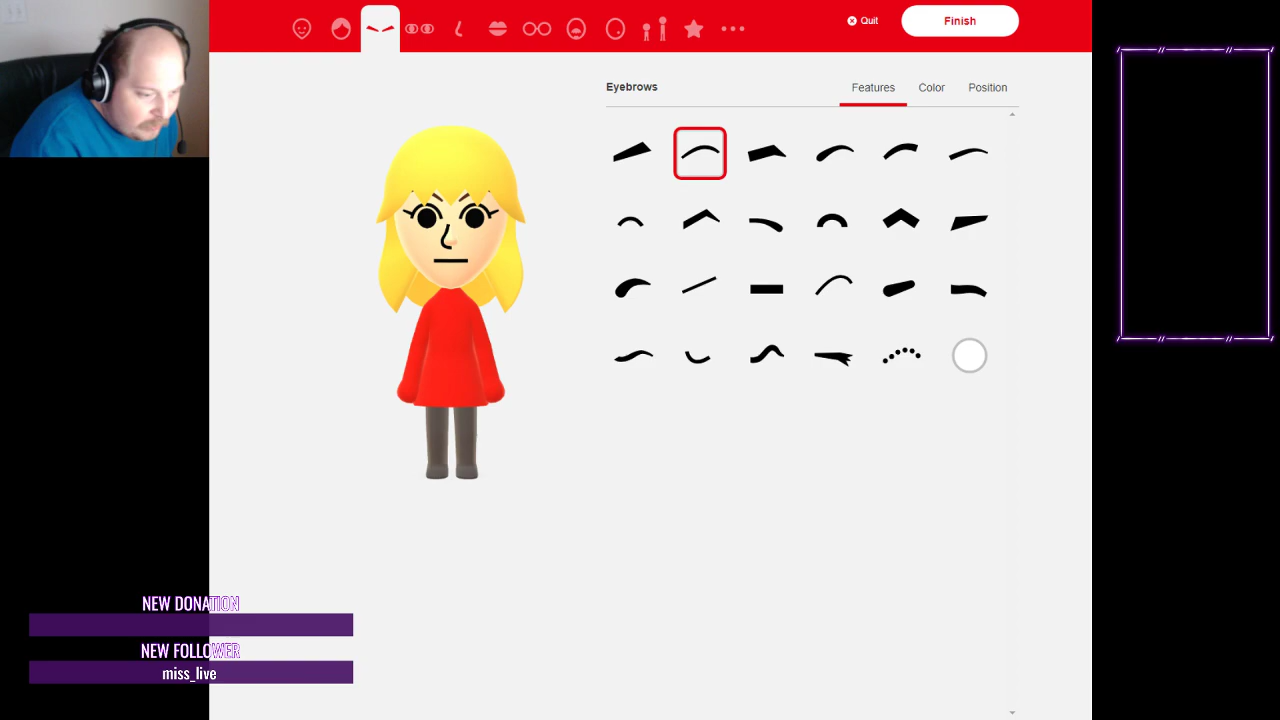 Quit
Finish
Eyebrows
Features
Color
Position
NEW DONATION
NEW FOLLOWER
miss_live